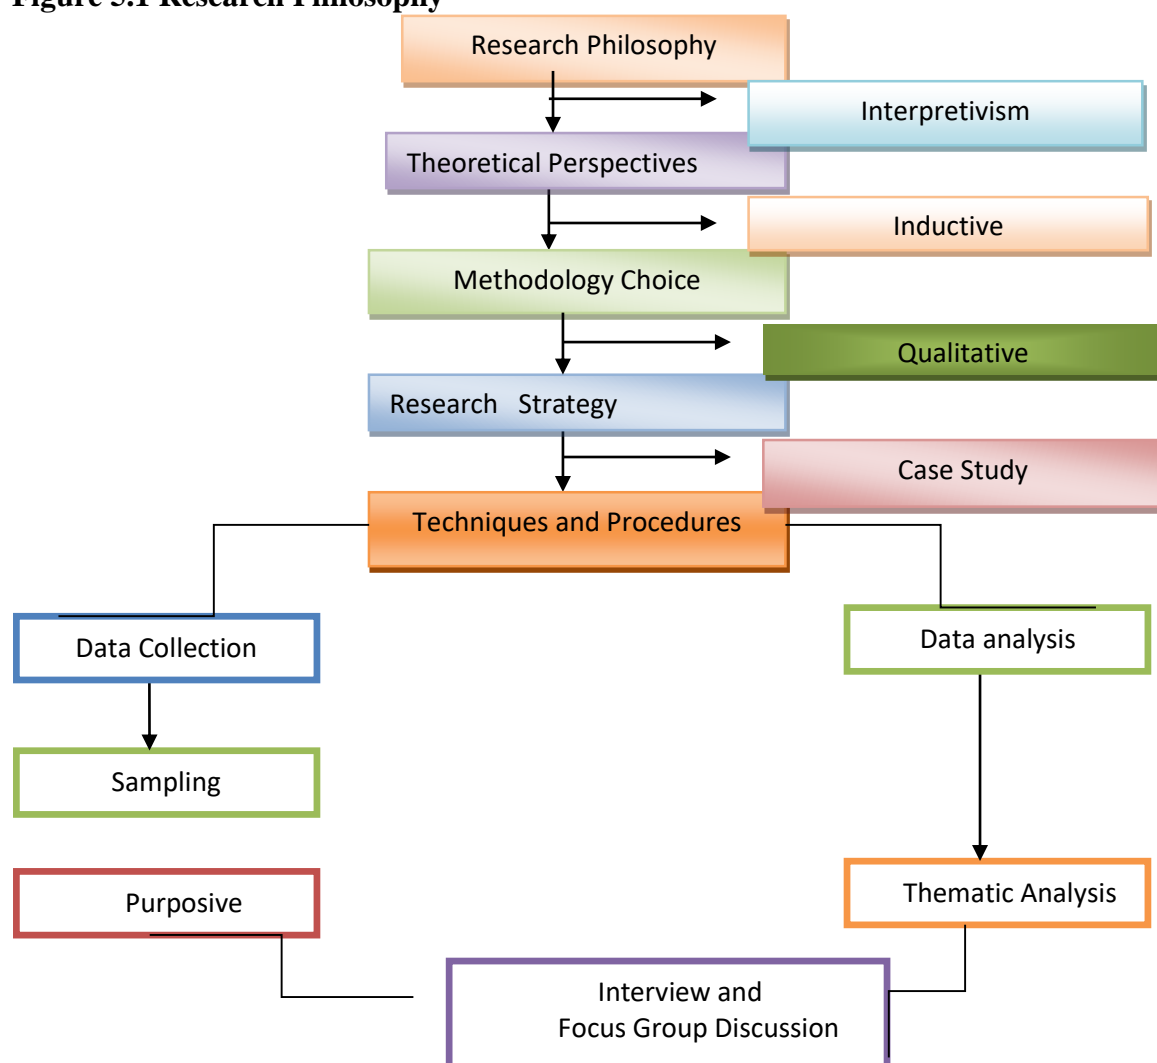 Figure 3.1 Research Philosophy
Research Philosophy
Interpretivism
Theoretical Perspectives
Inductive
Methodology Choice
Qualitative
Research Strategy
Case Study
Techniques and Procedures
Data Collection
Data analysis
Sampling
Purposive
Thematic Analysis
Interview and
Focus Group Discussion